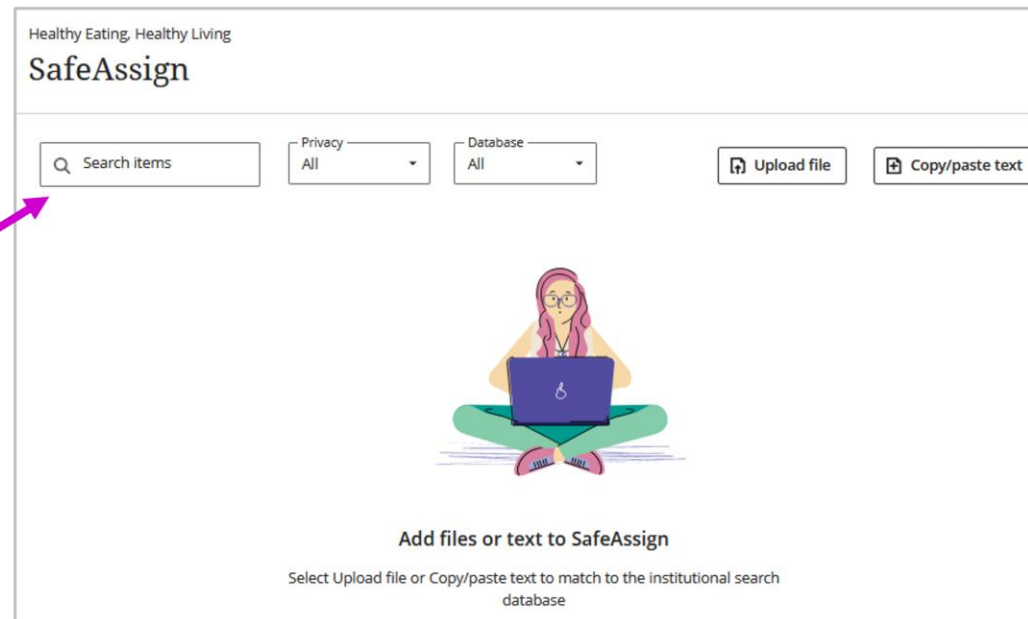 Healthy Eating, Healthy Living
SafeAssign
Search items
Privacy
All
Database
All
Upload file
Copy/paste text
Add files or text to SafeAssign
Select Upload file or Copy/paste text to match to the institutional search
database